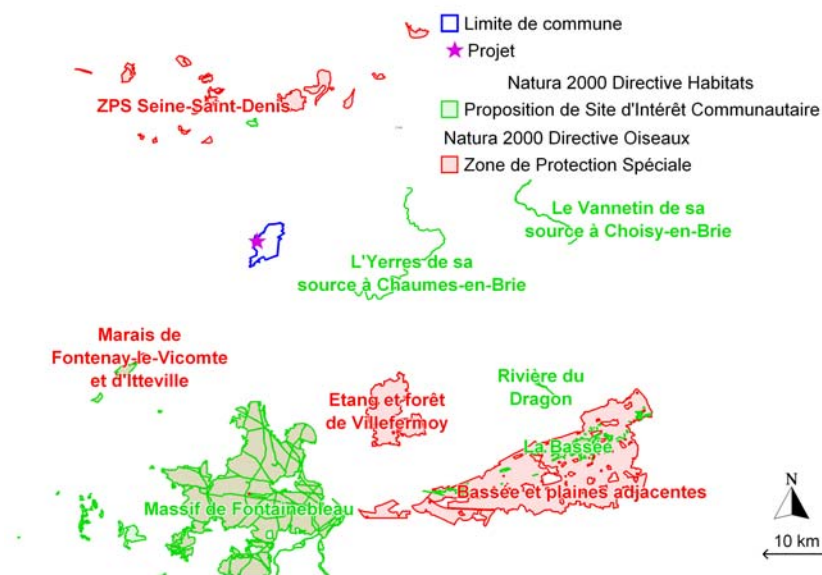 Limite de commune
Projet
Natura 2000 Directive Habitats
Proposition de Site d'Intérêt Communautaire
Natura 2000 Directive Oiseaux
Zone de Protection Spéciale
ZPS Seine-Saint-Denis
Le Vannetin de sa
source à Choisy-en-Brie
L'Yerres de sa
source à Chaumes-en-Brie
Marais de
Fontenay-le-Vicomte
et d'Itteville
Etang et forêt
de Villefermoy
Rivière du
Dragon
La Bassée
Bassée et plaines adjacentes
Massif de Fontainebleau
N
10 km